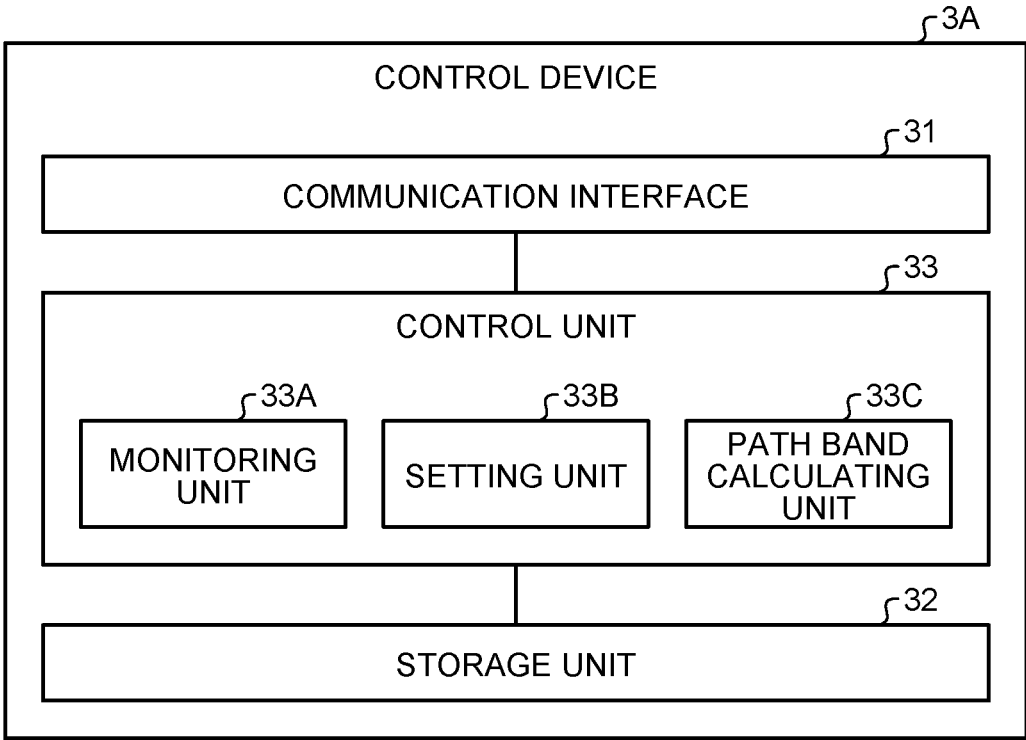 3A
CONTROL DEVICE
31
COMMUNICATION INTERFACE
33
CONTROL UNIT
33A
MONITORING
UNIT
33B
SETTING UNIT
33C
PATH BAND
CALCULATING
UNIT
32
STORAGE UNIT